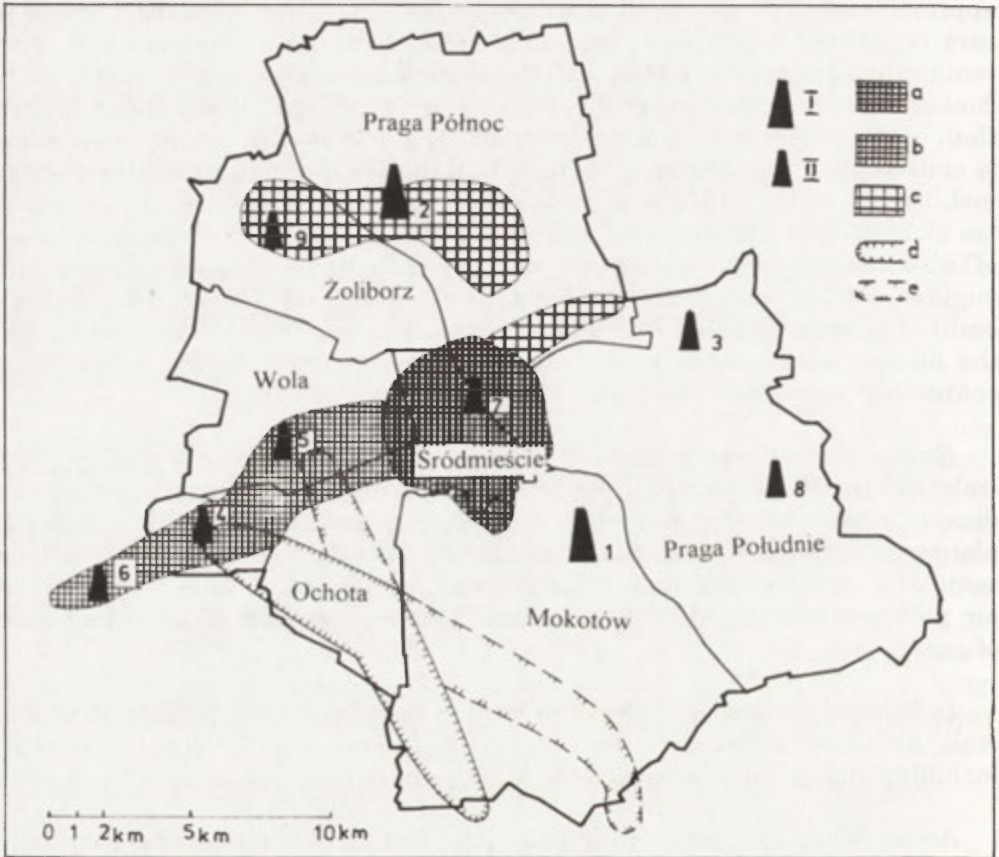 Praga Północ
I
II
a
b
c
d
e
2
9
Żoliborz
3
Wola
7
5
Śródmieście
8
4
1
Praga Południe
6
Ochota
Mokotów
0 1 2km 5km 10km